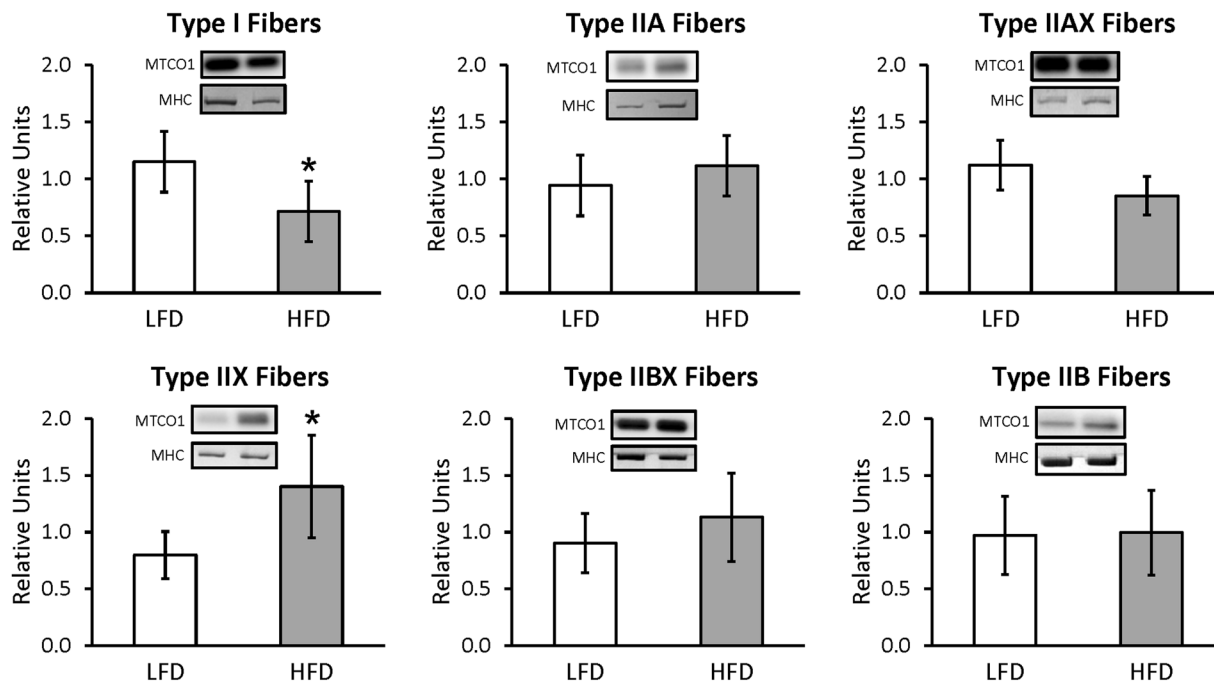 Type I Fibers
MTCO1
MHC
Relative Units
2.0
1.5
1.0
0.5
0.0
*
LFD HFD
Type IIA Fibers
MTCO1
MHC
Relative Units
2.0
1.5
1.0
0.5
0.0
LFD HFD
Type IIAX Fibers
MTCO1
MHC
Relative Units
2.0
1.5
1.0
0.5
0.0
LFD HFD
Type IIX Fibers
MTCO1
MHC
Relative Units
2.0
1.5
1.0
0.5
0.0
*
LFD HFD
Type IIBX Fibers
MTCO1
MHC
Relative Units
2.0
1.5
1.0
0.5
0.0
LFD HFD
Type IIB Fibers
MTCO1
MHC
Relative Units
2.0
1.5
1.0
0.5
0.0
LFD HFD